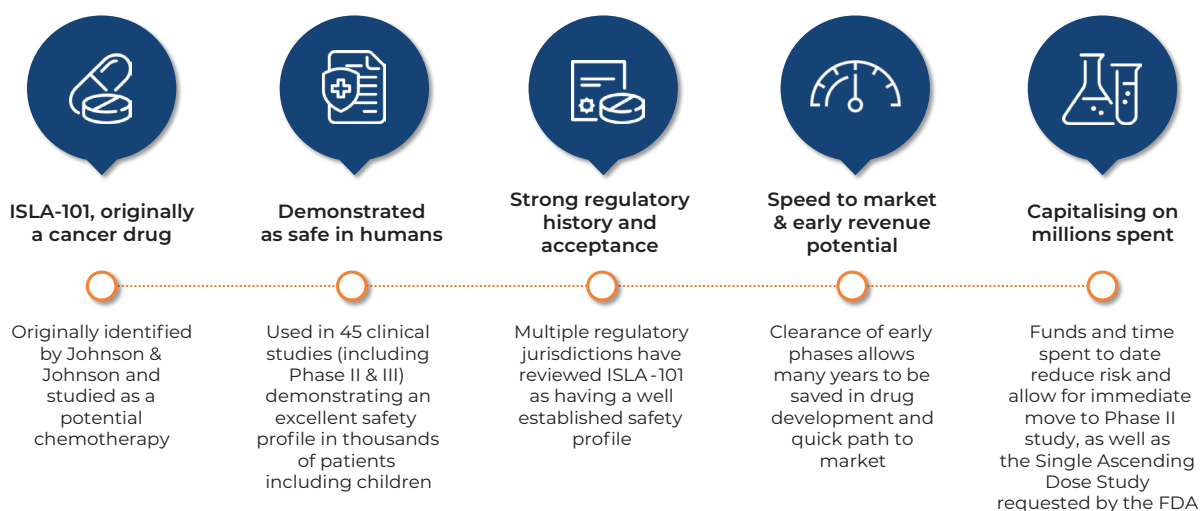 ISLA-101, originally
a cancer drug
Originally identified
by Johnson &
Johnson and
studied as a
potential
chemotherapy
Demonstrated
as safe in humans
Used in 45 clinical
studies (including
Phase II & III)
demonstrating an
excellent safety
profile in thousands
of patients
including children
Strong regulatory
history and
acceptance
Multiple regulatory
jurisdictions have
reviewed ISLA-101
as having a well
established safety
profile
Speed to market
& early revenue
potential
Clearance of early
phases allows
many years to be
saved in drug
development and
quick path to
market
Capitalising on
millions spent
Funds and time
spent to date
reduce risk and
allow for immediate
move to Phase II
study, as well as
the Single Ascending
Dose Study
requested by the FDA